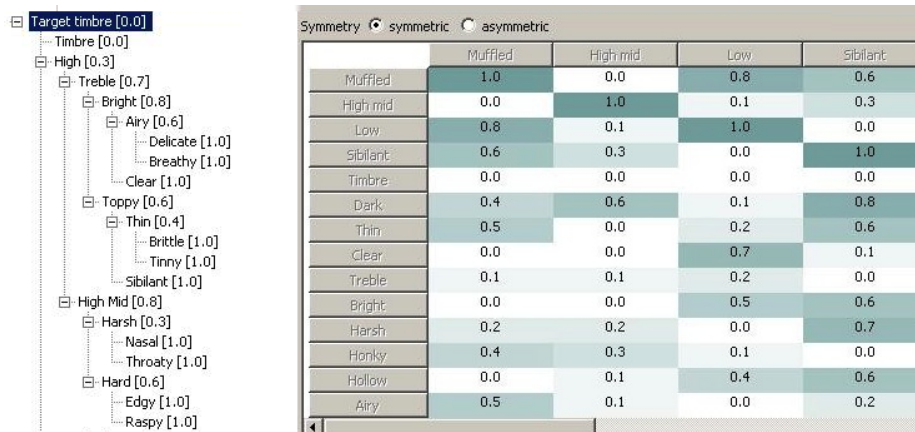 Target timbre [0.0]
Timbre [0.0]
High [0.3]
Treble [0.7]
Bright [0.8]
Airy [0.6]
Delicate [1.0]
Breathy [1.0]
Clear [1.0]
Toppy [0.6]
Thin [0.4]
Brittle [1.0]
Tinny [1.0]
Sibilant [1.0]
High Mid [0.8]
Harsh [0.3]
Nasal [1.0]
Throaty [1.0]
Hard [0.6]
Edgy [1.0]
Raspy [1.0]
Symmetry symmetric asymmetric
Muffled High mid Low Sibilant
Muffled 1.0 0.0 0.8 0.6
High mid 0.0 1.0 0.1 0.3
Low 0.8 0.1 1.0 0.0
Sibilant 0.6 0.3 0.0 1.0
Timbre 0.0 0.0 0.0 0.0
Dark 0.4 0.6 0.1 0.8
Thin 0.5 0.0 0.2 0.6
Clear 0.0 0.0 0.7 0.1
Treble 0.1 0.1 0.2 0.0
Bright 0.0 0.0 0.5 0.6
Harsh 0.2 0.2 0.0 0.7
Honky 0.4 0.3 0.1 0.0
Hollow 0.0 0.1 0.4 0.6
Airy 0.5 0.1 0.0 0.2